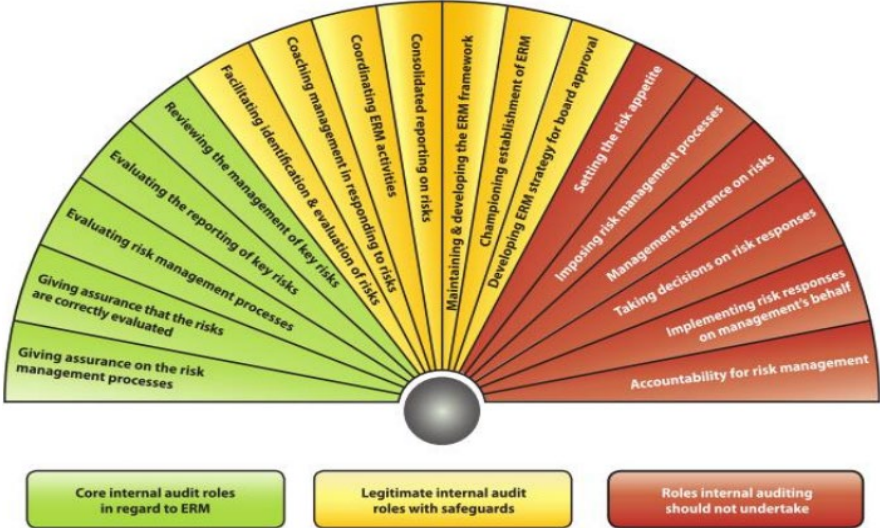 Giving assurance on the risk
management processes
Giving assurance that the risks
are correctly evaluated
Evaluating risk management processes
Evaluating the reporting of key risks
Reviewing the management of key risks
Facilitating identification & evaluation of risks
Coaching management in responding to risks
Coordinating ERM activities
Consolidated reporting on risks
Maintaining & developing the ERM framework
Championing establishment of ERM
Developing ERM strategy for board approval
Setting the risk appetite
Imposing risk management processes
Management assurance on risks
Taking decisions on risk responses
Implementing risk responses
on management's behalf
Accountability for risk management
Core internal audit roles
in regard to ERM
Legitimate internal audit
roles with safeguards
Roles internal auditing
should not undertake